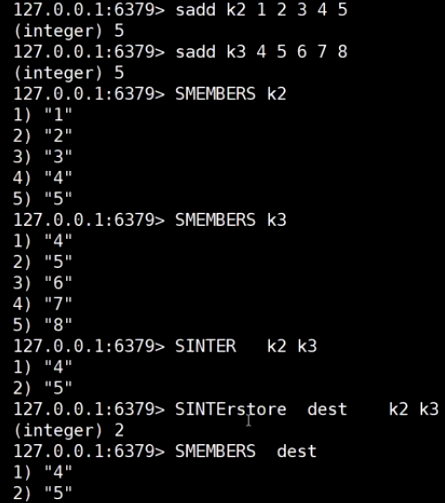 127.0.0.1:6379> sadd k2 1 2 3 4 5
(integer) 5
127.0.0.1:6379> sadd k3 4 5 6 7 8
(integer) 5
127.0.0.1:6379> SMEMBERS k2
1) "1"
2) "2"
3) "3"
4) "4"
5) "5"
127.0.0.1:6379> SMEMBERS k3
1) "4"
2) "5"
3) "6"
4) "7"
5) "8"
127.0.0.1:6379> SINTER   k2 k3
1) "4"
2) "5"
127.0.0.1:6379> SINTErstore  dest    k2 k3
(integer) 2
127.0.0.1:6379> SMEMBERS  dest
1) "4"
2) "5"